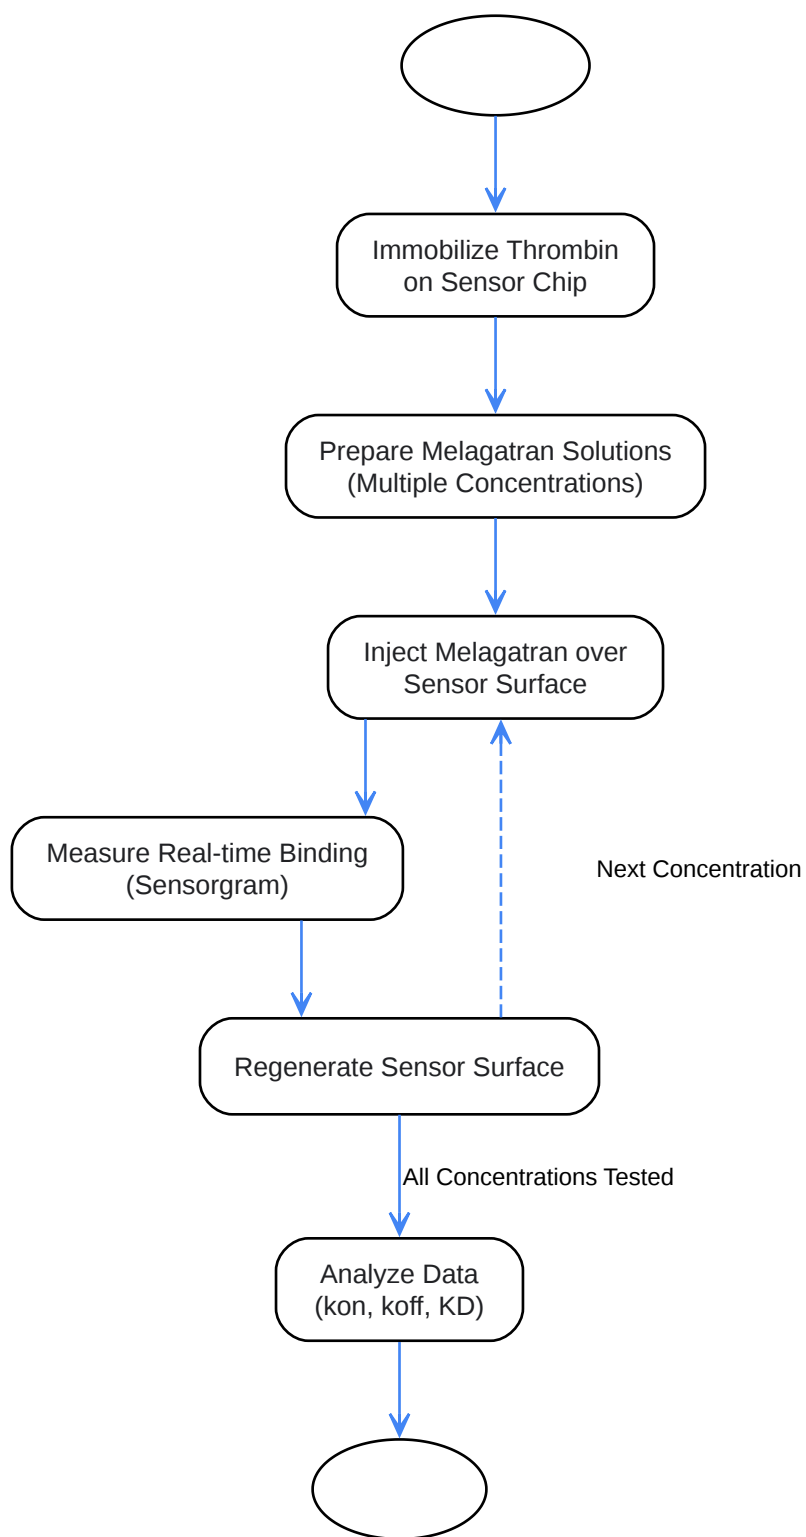 Immobilize Thrombin
on Sensor Chip
Prepare Melagatran Solutions
(Multiple Concentrations)
Inject Melagatran over
Sensor Surface
Measure Real-time Binding
(Sensorgram)
Next Concentration
Regenerate Sensor Surface
All Concentrations Tested
Analyze Data
(kon, koff, KD)